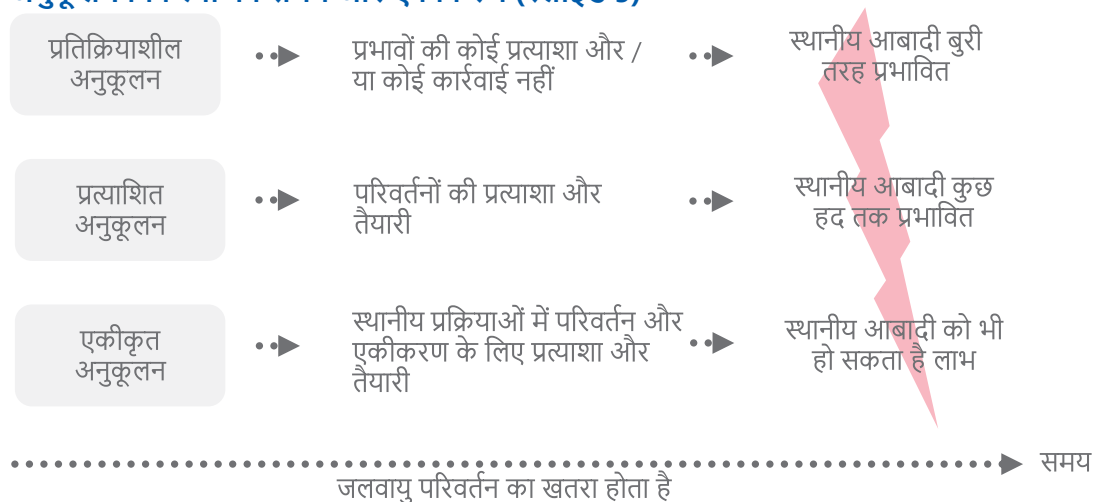 प्रतिक्रियाशील
अनुकूलन
प्रभावों की कोई प्रत्याशा और /
या कोई कार्रवाई नहीं
स्थानीय आबादी बुरी
तरह प्रभावित
प्रत्याशित
अनुकूलन
परिवर्तनों की प्रत्याशा और
तैयारी
स्थानीय आबादी कुछ
हद तक प्रभावित
एकीकृत
अनुकूलन
स्थानीय प्रक्रियाओं में परिवर्तन और
एकीकरण के लिए प्रत्याशा और
तैयारी
स्थानीय आबादी को भी
हो सकता है लाभ
समय
जलवायु परिवर्तन का खतरा होता है